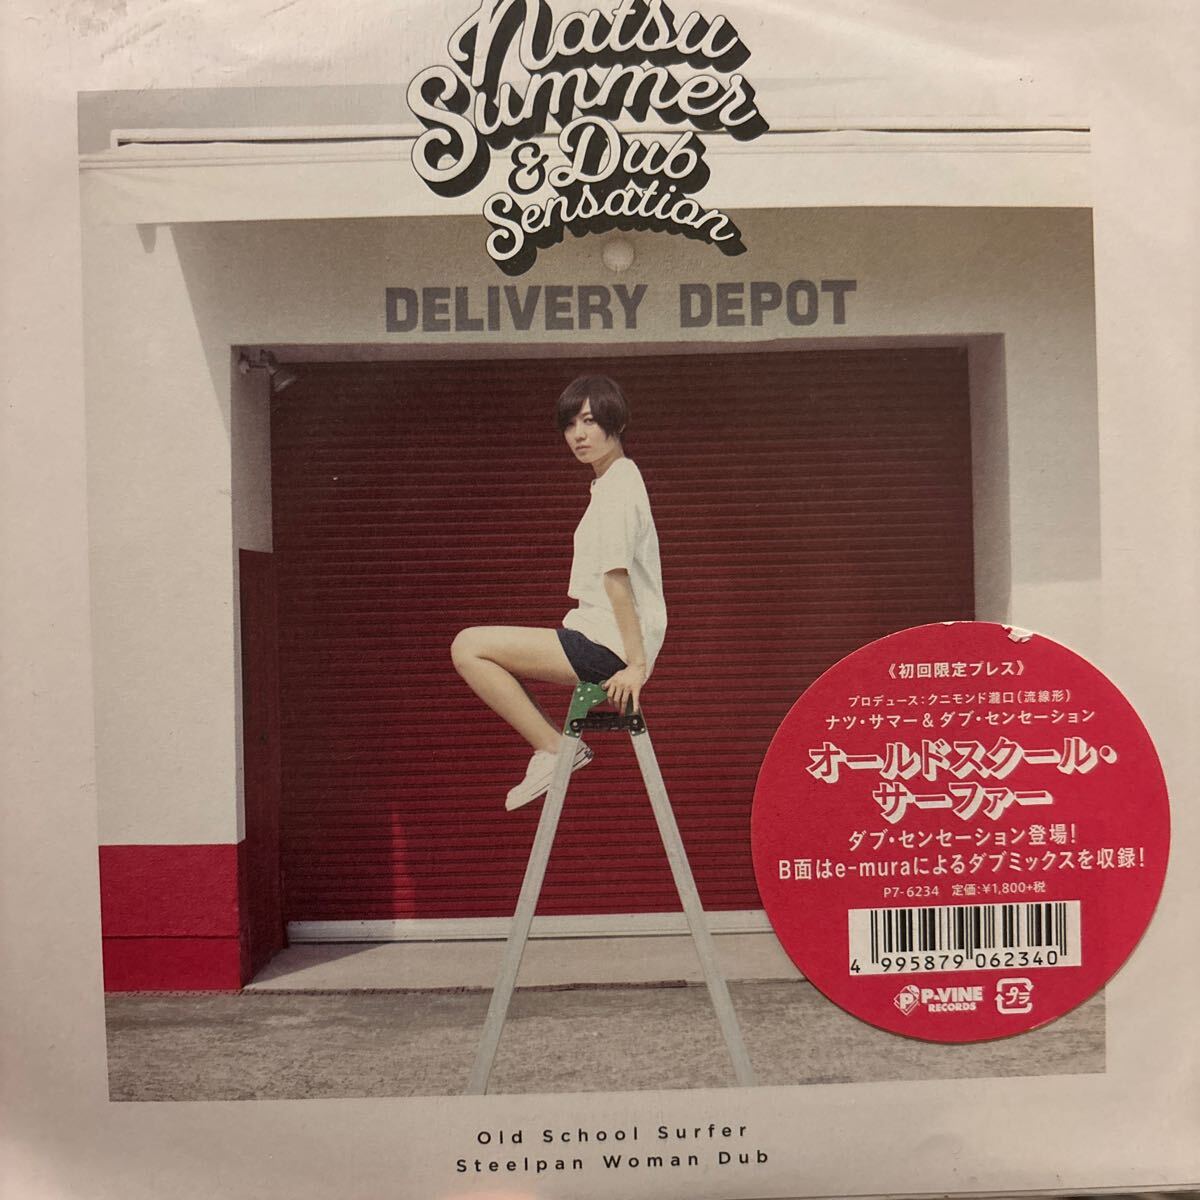 Natsu
Summer
& Dub
Sensation
DELIVERY DEPOT
《初回限定プレス》
プロデュース:クニモンド瀧口(流線形)
ナツ・サマー&ダブ・センセーション
オールドスクール・
サーファー
ダブ・センセーション登場!
B面はe-muraによるダブミックスを収録!
P7-6234 定価:¥1,800+税
4 995879 062340
P P-VINE
RECORDS
プラ
Old School Surfer
Steelpan Woman Dub